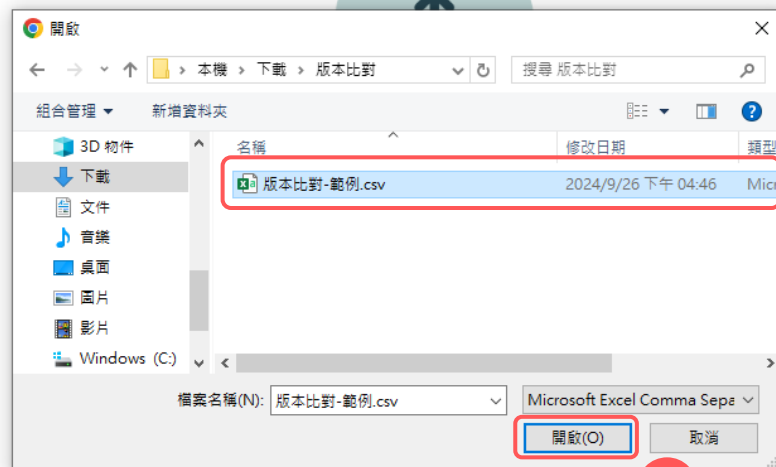 開啟
本機 › 下載 › 版本比對
搜尋 版本比對
組合管理
新增資料夾
3D 物件
下載
文件
音樂
桌面
圖片
影片
Windows (C:)
名稱
修改日期
類型
版本比對-範例.csv
2024/9/26 下午 04:46
Micr
檔案名稱(N):
版本比對-範例.csv
Microsoft Excel Comma Sepa
開啟(O)
取消